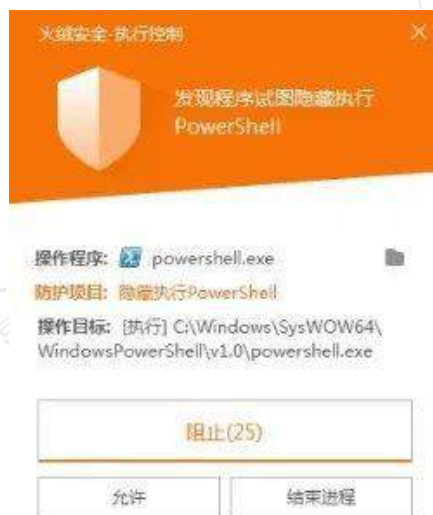 火绒安全-执行控制
发现程序试图隐藏执行
PowerShell
操作程序: powershell.exe
防护项目: 隐藏执行PowerShell
操作目标: [执行] C:\Windows\SysWOW64\
WindowsPowerShell\v1.0\powershell.exe
阻止(25)
允许
结束进程